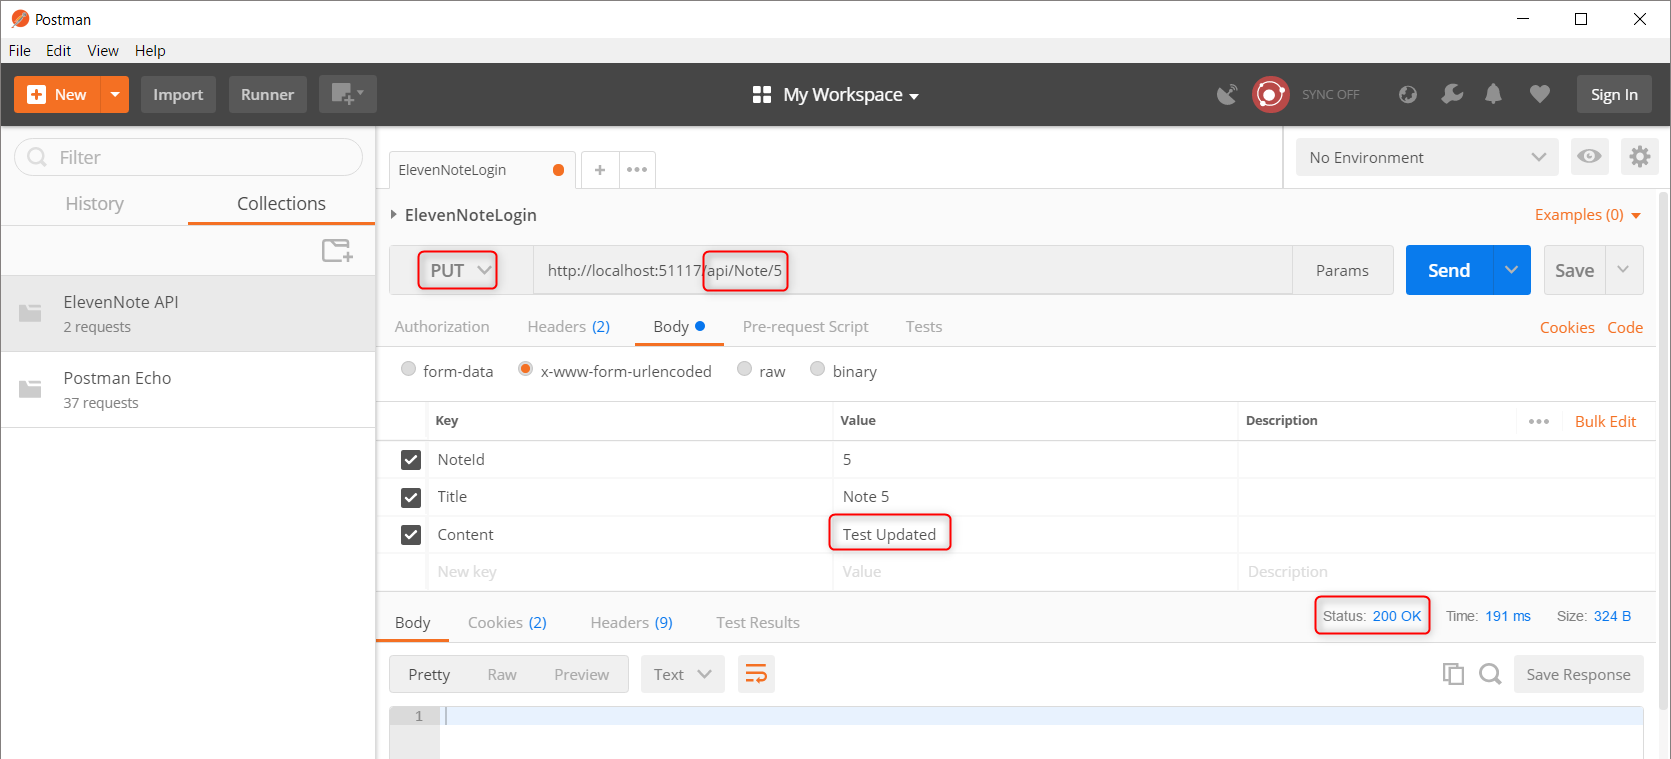 Postman
File Edit View Help
New Import Runner My Workspace SYNC OFF Sign In
Filter
History Collections
ElevenNote API
2 requests
Postman Echo
37 requests
ElevenNoteLogin + ••• No Environment
ElevenNoteLogin Examples (0)
PUT http://localhost:51117/api/Note/5 Params Send Save
Authorization Headers (2) Body Pre-request Script Tests Cookies Code
form-data x-www-form-urlencoded raw binary
Key Value Description ••• Bulk Edit
NoteId 5
Title Note 5
Content Test Updated
New key Value Description
Body Cookies (2) Headers (9) Test Results Status: 200 OK Time: 191 ms Size: 324 B
Pretty Raw Preview Text Save Response
1